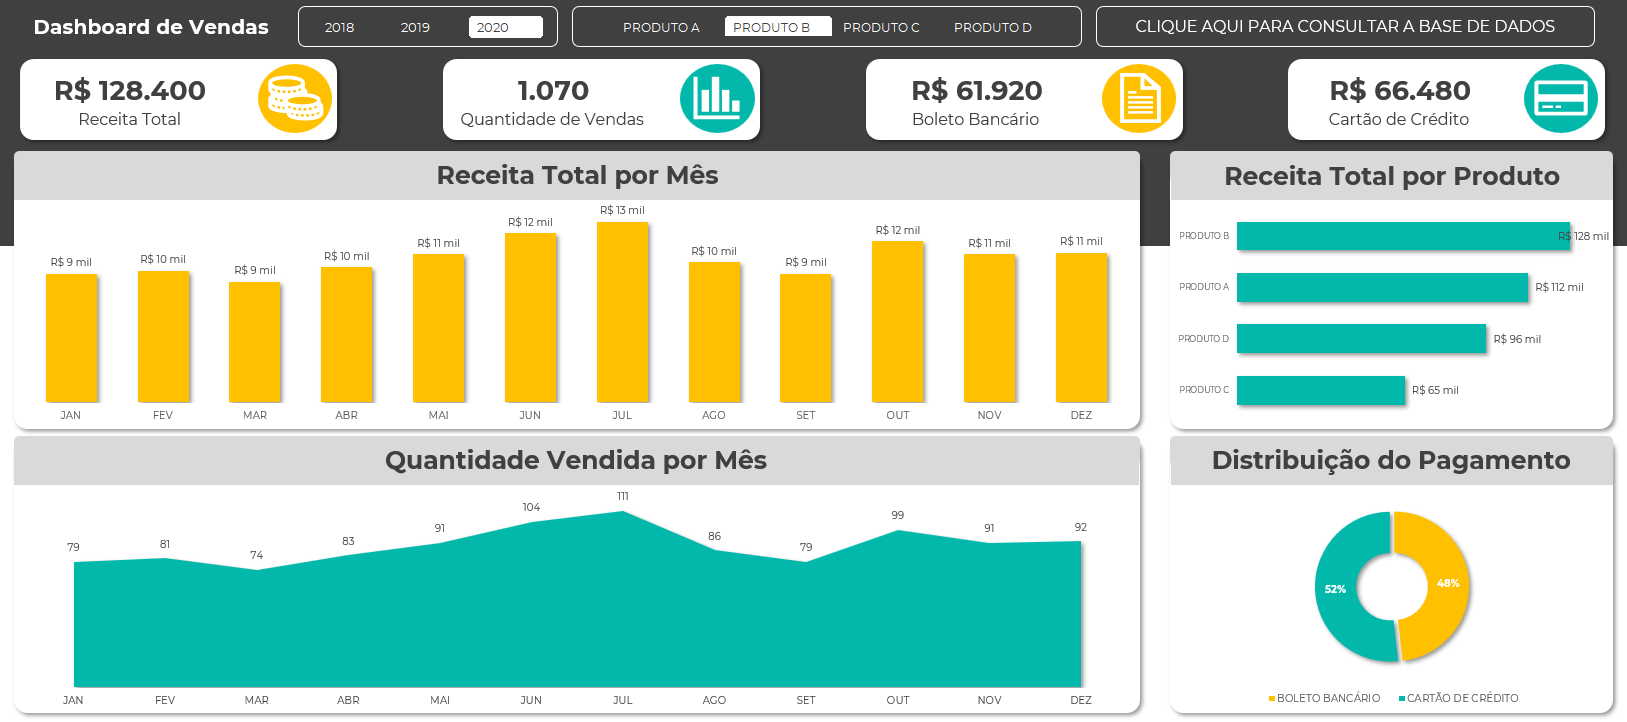 Dashboard de Vendas
2018 2019 2020
PRODUTO A PRODUTO B PRODUTO C PRODUTO D
CLIQUE AQUI PARA CONSULTAR A BASE DE DADOS
R$ 128.400
Receita Total
1.070
Quantidade de Vendas
R$ 61.920
Boleto Bancário
R$ 66.480
Cartão de Crédito
Receita Total por Mês
R$ 9 mil R$ 10 mil R$ 9 mil R$ 10 mil R$ 11 mil R$ 12 mil R$ 13 mil R$ 10 mil R$ 9 mil R$ 12 mil R$ 11 mil R$ 11 mil
JAN FEV MAR ABR MAI JUN JUL AGO SET OUT NOV DEZ
Receita Total por Produto
PRODUTO B R$ 128 mil
PRODUTO A R$ 112 mil
PRODUTO D R$ 96 mil
PRODUTO C R$ 65 mil
Quantidade Vendida por Mês
79 81 74 83 91 104 111 86 79 99 91 92
JAN FEV MAR ABR MAI JUN JUL AGO SET OUT NOV DEZ
Distribuição do Pagamento
52% 48%
BOLETO BANCÁRIO CARTÃO DE CRÉDITO